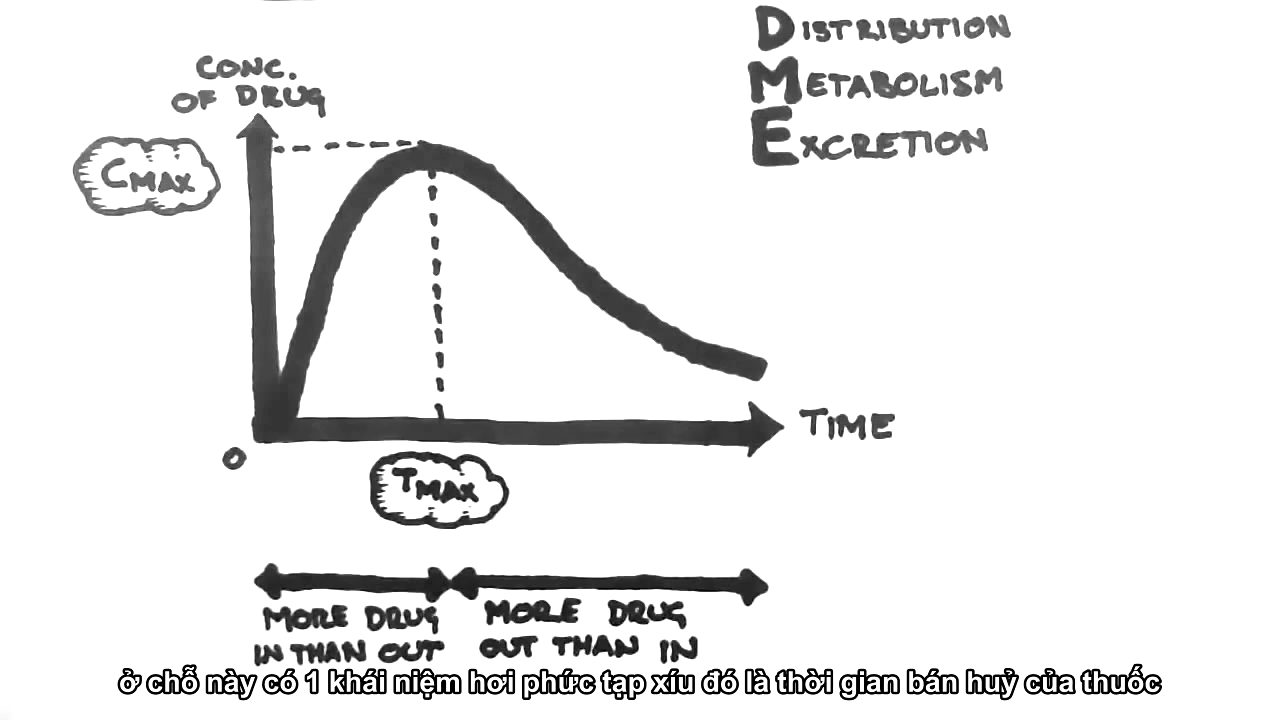 DISTRIBUTION
METABOLISM
EXCRETION
CONC.
OF DRUG
CMAX
TIME
O
TMAX
MORE DRUG
IN THAN OUT
MORE DRUG
OUT THAN IN
ở chỗ này có 1 khái niệm hơi phức tạp xíu đó là thời gian bán huỷ của thuốc